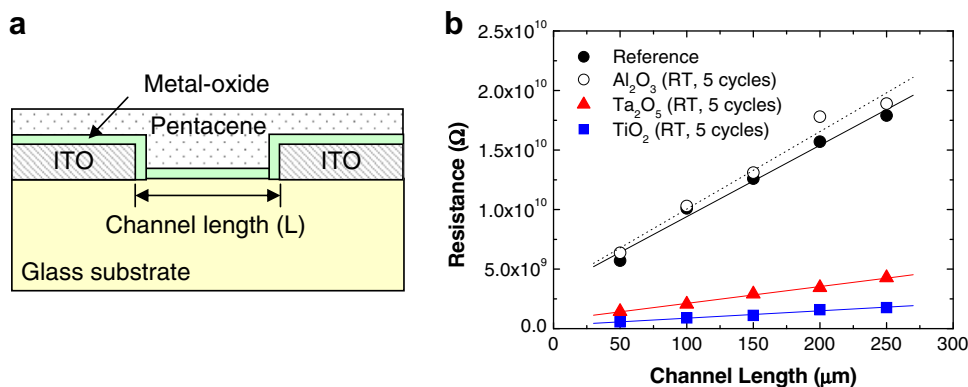 a
Metal-oxide
Pentacene
ITO
ITO
Channel length (L)
Glass substrate
b
Resistance (Ω)
2.5x10¹⁰
2.0x10¹⁰
1.5x10¹⁰
1.0x10¹⁰
5.0x10⁹
0.0
Reference
Al₂O₃ (RT, 5 cycles)
Ta₂O₅ (RT, 5 cycles)
TiO₂ (RT, 5 cycles)
0 50 100 150 200 250 300
Channel Length (μm)